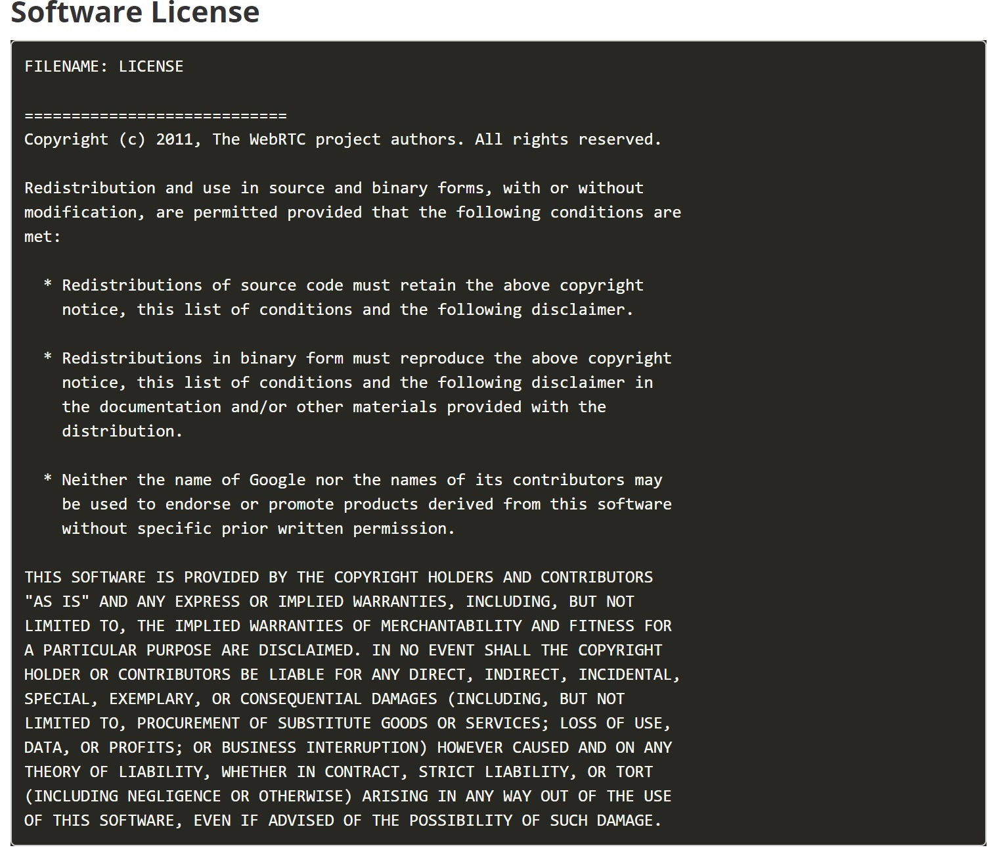 Software License
FILENAME: LICENSE
============================
Copyright (c) 2011, The WebRTC project authors. All rights reserved.
Redistribution and use in source and binary forms, with or without
modification, are permitted provided that the following conditions are
met:
* Redistributions of source code must retain the above copyright
notice, this list of conditions and the following disclaimer.
* Redistributions in binary form must reproduce the above copyright
notice, this list of conditions and the following disclaimer in
the documentation and/or other materials provided with the
distribution.
* Neither the name of Google nor the names of its contributors may
be used to endorse or promote products derived from this software
without specific prior written permission.
THIS SOFTWARE IS PROVIDED BY THE COPYRIGHT HOLDERS AND CONTRIBUTORS
"AS IS" AND ANY EXPRESS OR IMPLIED WARRANTIES, INCLUDING, BUT NOT
LIMITED TO, THE IMPLIED WARRANTIES OF MERCHANTABILITY AND FITNESS FOR
A PARTICULAR PURPOSE ARE DISCLAIMED. IN NO EVENT SHALL THE COPYRIGHT
HOLDER OR CONTRIBUTORS BE LIABLE FOR ANY DIRECT, INDIRECT, INCIDENTAL,
SPECIAL, EXEMPLARY, OR CONSEQUENTIAL DAMAGES (INCLUDING, BUT NOT
LIMITED TO, PROCUREMENT OF SUBSTITUTE GOODS OR SERVICES; LOSS OF USE,
DATA, OR PROFITS; OR BUSINESS INTERRUPTION) HOWEVER CAUSED AND ON ANY
THEORY OF LIABILITY, WHETHER IN CONTRACT, STRICT LIABILITY, OR TORT
(INCLUDING NEGLIGENCE OR OTHERWISE) ARISING IN ANY WAY OUT OF THE USE
OF THIS SOFTWARE, EVEN IF ADVISED OF THE POSSIBILITY OF SUCH DAMAGE.